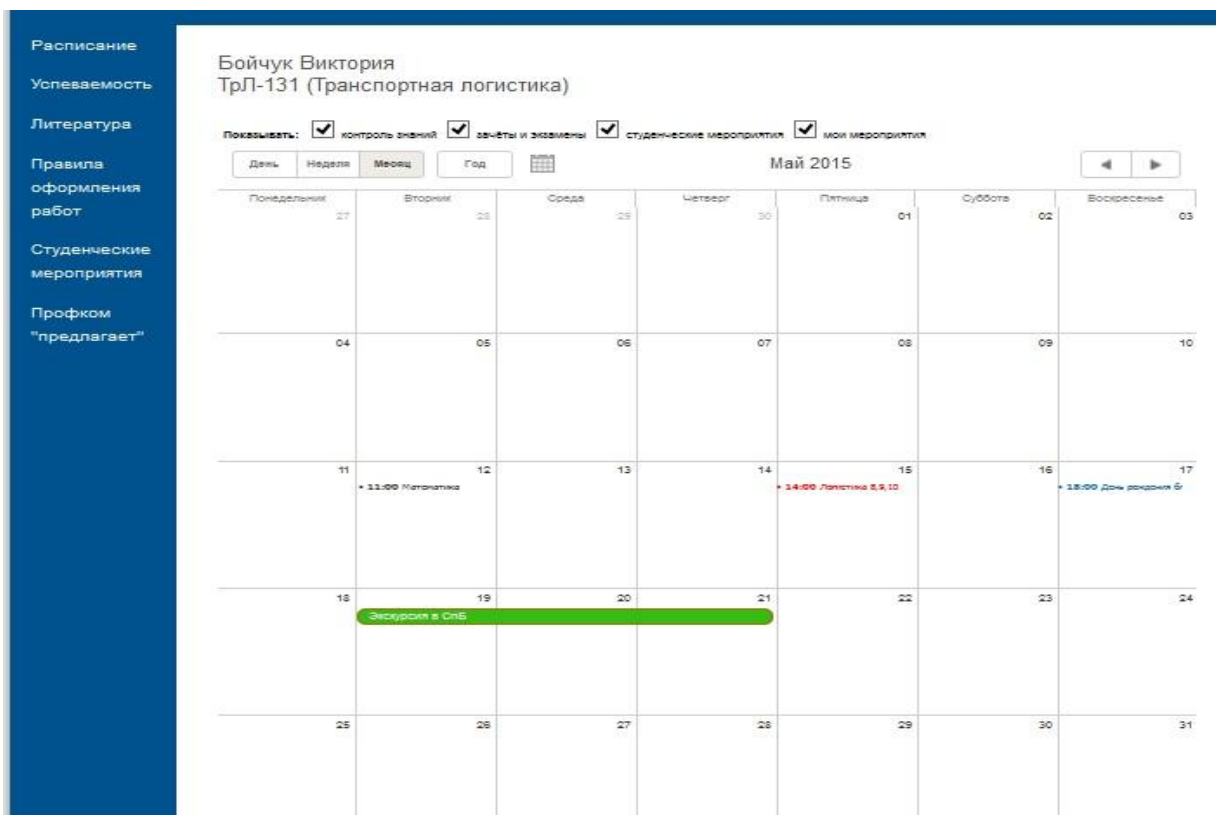 Расписание
Успеваемость
Литература
Правила
оформления
работ
Студенческие
мероприятия
Профком
"предлагает"
Бойчук Виктория
ТрЛ-131 (Транспортная логистика)
Показывать: контроль знаний зачёты и экзамены студенческие мероприятия мои мероприятия
День Неделя Месяц Год Май 2015
Понедельник Вторник Среда Четверг Пятница Суббота Воскресенье
27 28 29 30 01 02 03
04 05 06 07 08 09 10
11 12 13 14 15 16 17
• 11:00 Математика • 14:00 Логистика 8,9,10 • 18:00 День рождения бг
18 19 20 21 22 23 24
Экскурсия в СпБ
25 26 27 28 29 30 31